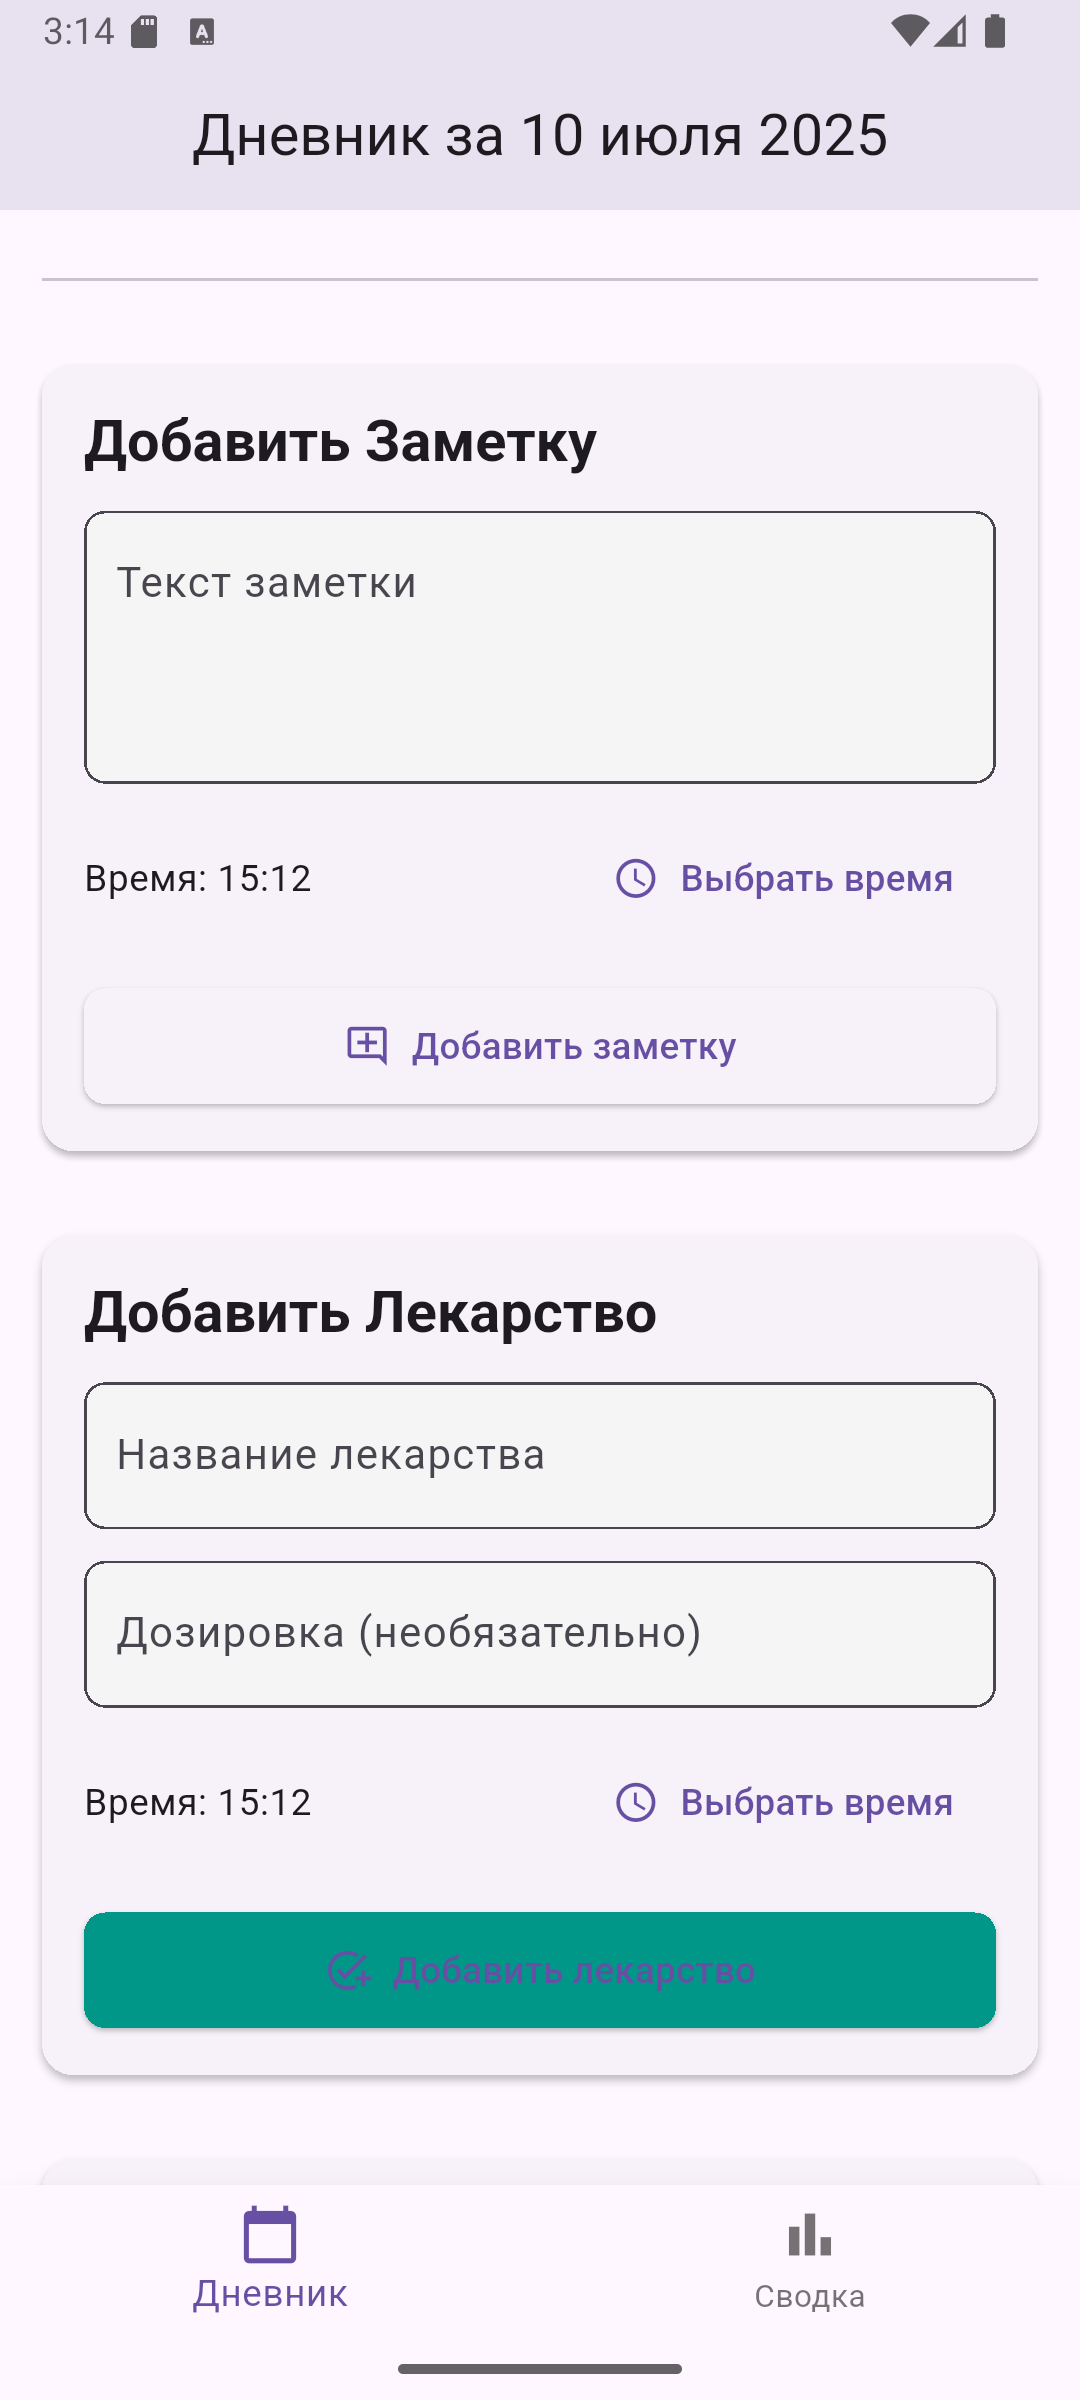 3:14
Дневник за 10 июля 2025
Добавить Заметку
Текст заметки
Время: 15:12
Выбрать время
Добавить заметку
Добавить Лекарство
Название лекарства
Дозировка (необязательно)
Время: 15:12
Выбрать время
Добавить лекарство
Дневник
Сводка